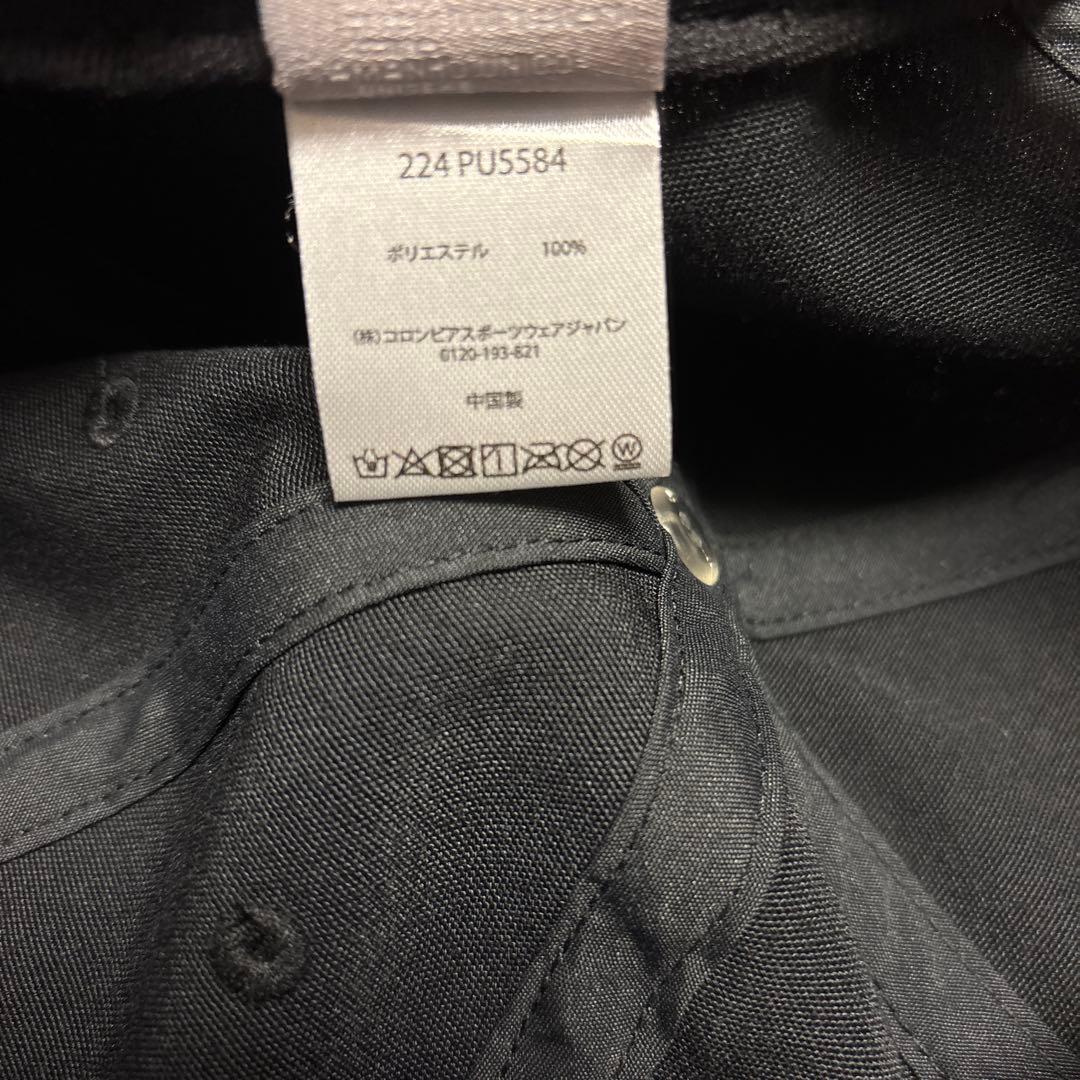 224 PU5584
ポリエステル 100%
(株)コロンビアスポーツウェアジャパン
0120-193-821
中国製
W